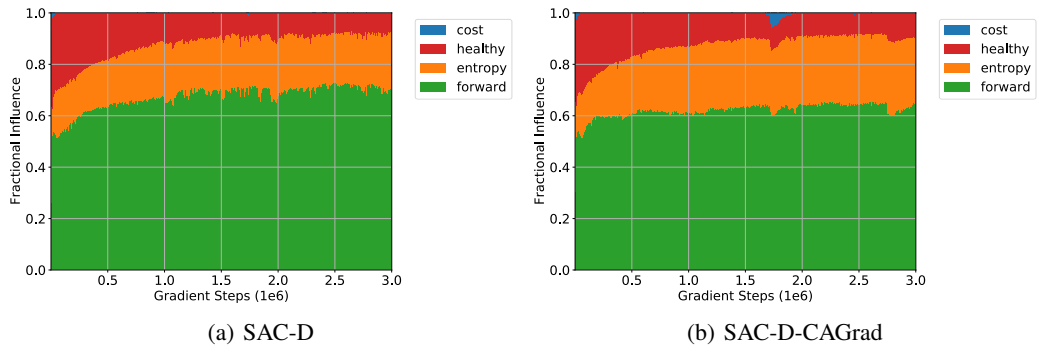 1.0
0.8
0.6
0.4
0.2
0.0
Fractional Influence
0.5 1.0 1.5 2.0 2.5 3.0
Gradient Steps (1e6)
cost
healthy
entropy
forward
(a) SAC-D
1.0
0.8
0.6
0.4
0.2
0.0
Fractional Influence
0.5 1.0 1.5 2.0 2.5 3.0
Gradient Steps (1e6)
cost
healthy
entropy
forward
(b) SAC-D-CAGrad